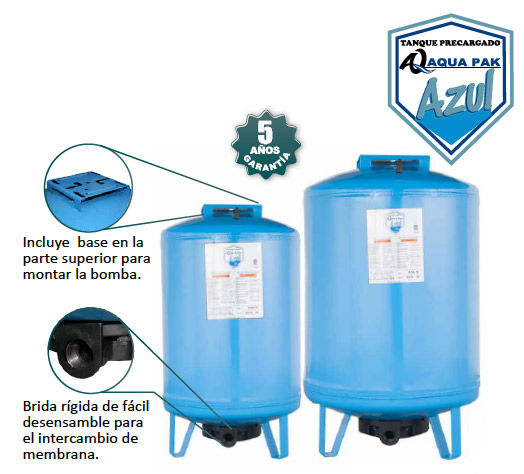 TANQUE PRECARGADO
AQUA PAK
AZUL
5
AÑOS
GARANTÍA
Incluye base en la
parte superior para
montar la bomba.
Brida rígida de fácil
desensamble para
el intercambio de
membrana.